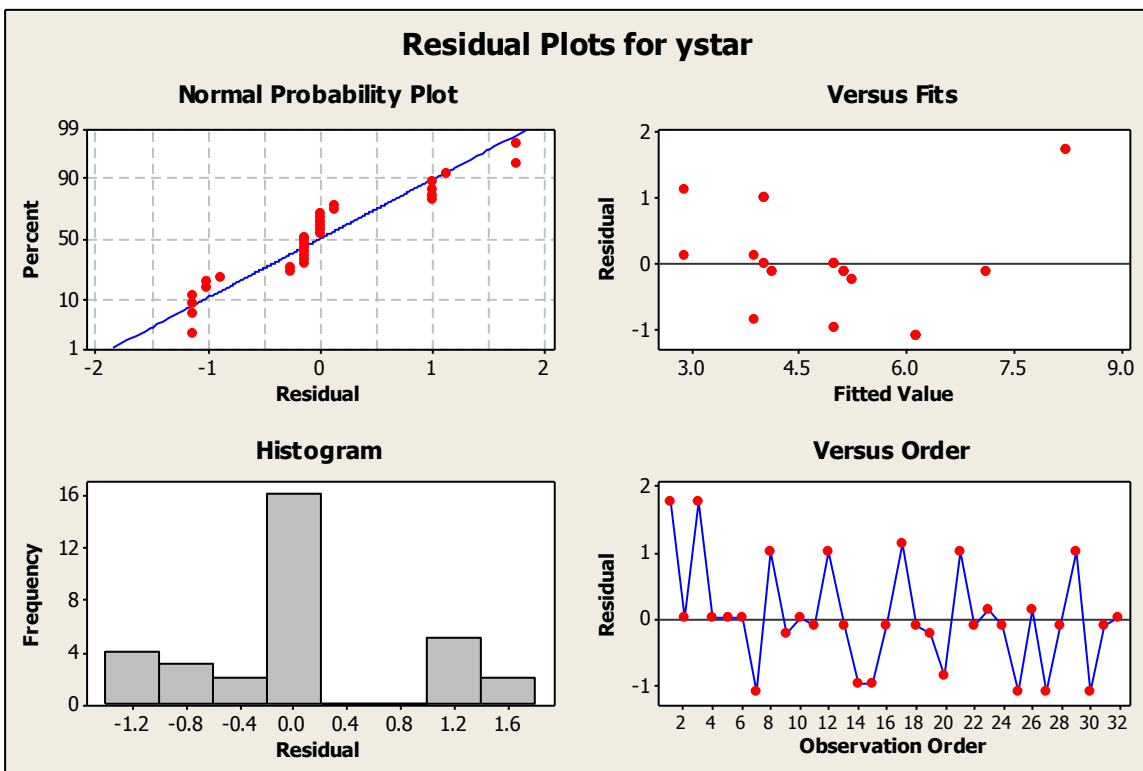 Residual Plots for ystar
Normal Probability Plot
99
90
50
10
1
Percent
-2 -1 0 1 2
Residual
Versus Fits
2
1
0
-1
Residual
3.0 4.5 6.0 7.5 9.0
Fitted Value
Histogram
16
12
8
4
0
Frequency
-1.2 -0.8 -0.4 0.0 0.4 0.8 1.2 1.6
Residual
Versus Order
2
1
0
-1
Residual
2 4 6 8 10 12 14 16 18 20 22 24 26 28 30 32
Observation Order